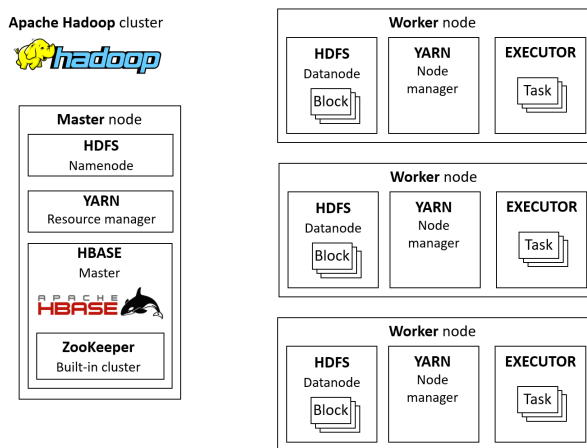 Apache Hadoop cluster
hadoop
Master node
HDFS
Namenode
YARN
Resource manager
HBASE
Master
APACHE
HBASE
ZooKeeper
Built-in cluster
Worker node
HDFS
Datanode
Block
YARN
Node
manager
EXECUTOR
Task
Worker node
HDFS
Datanode
Block
YARN
Node
manager
EXECUTOR
Task
Worker node
HDFS
Datanode
Block
YARN
Node
manager
EXECUTOR
Task